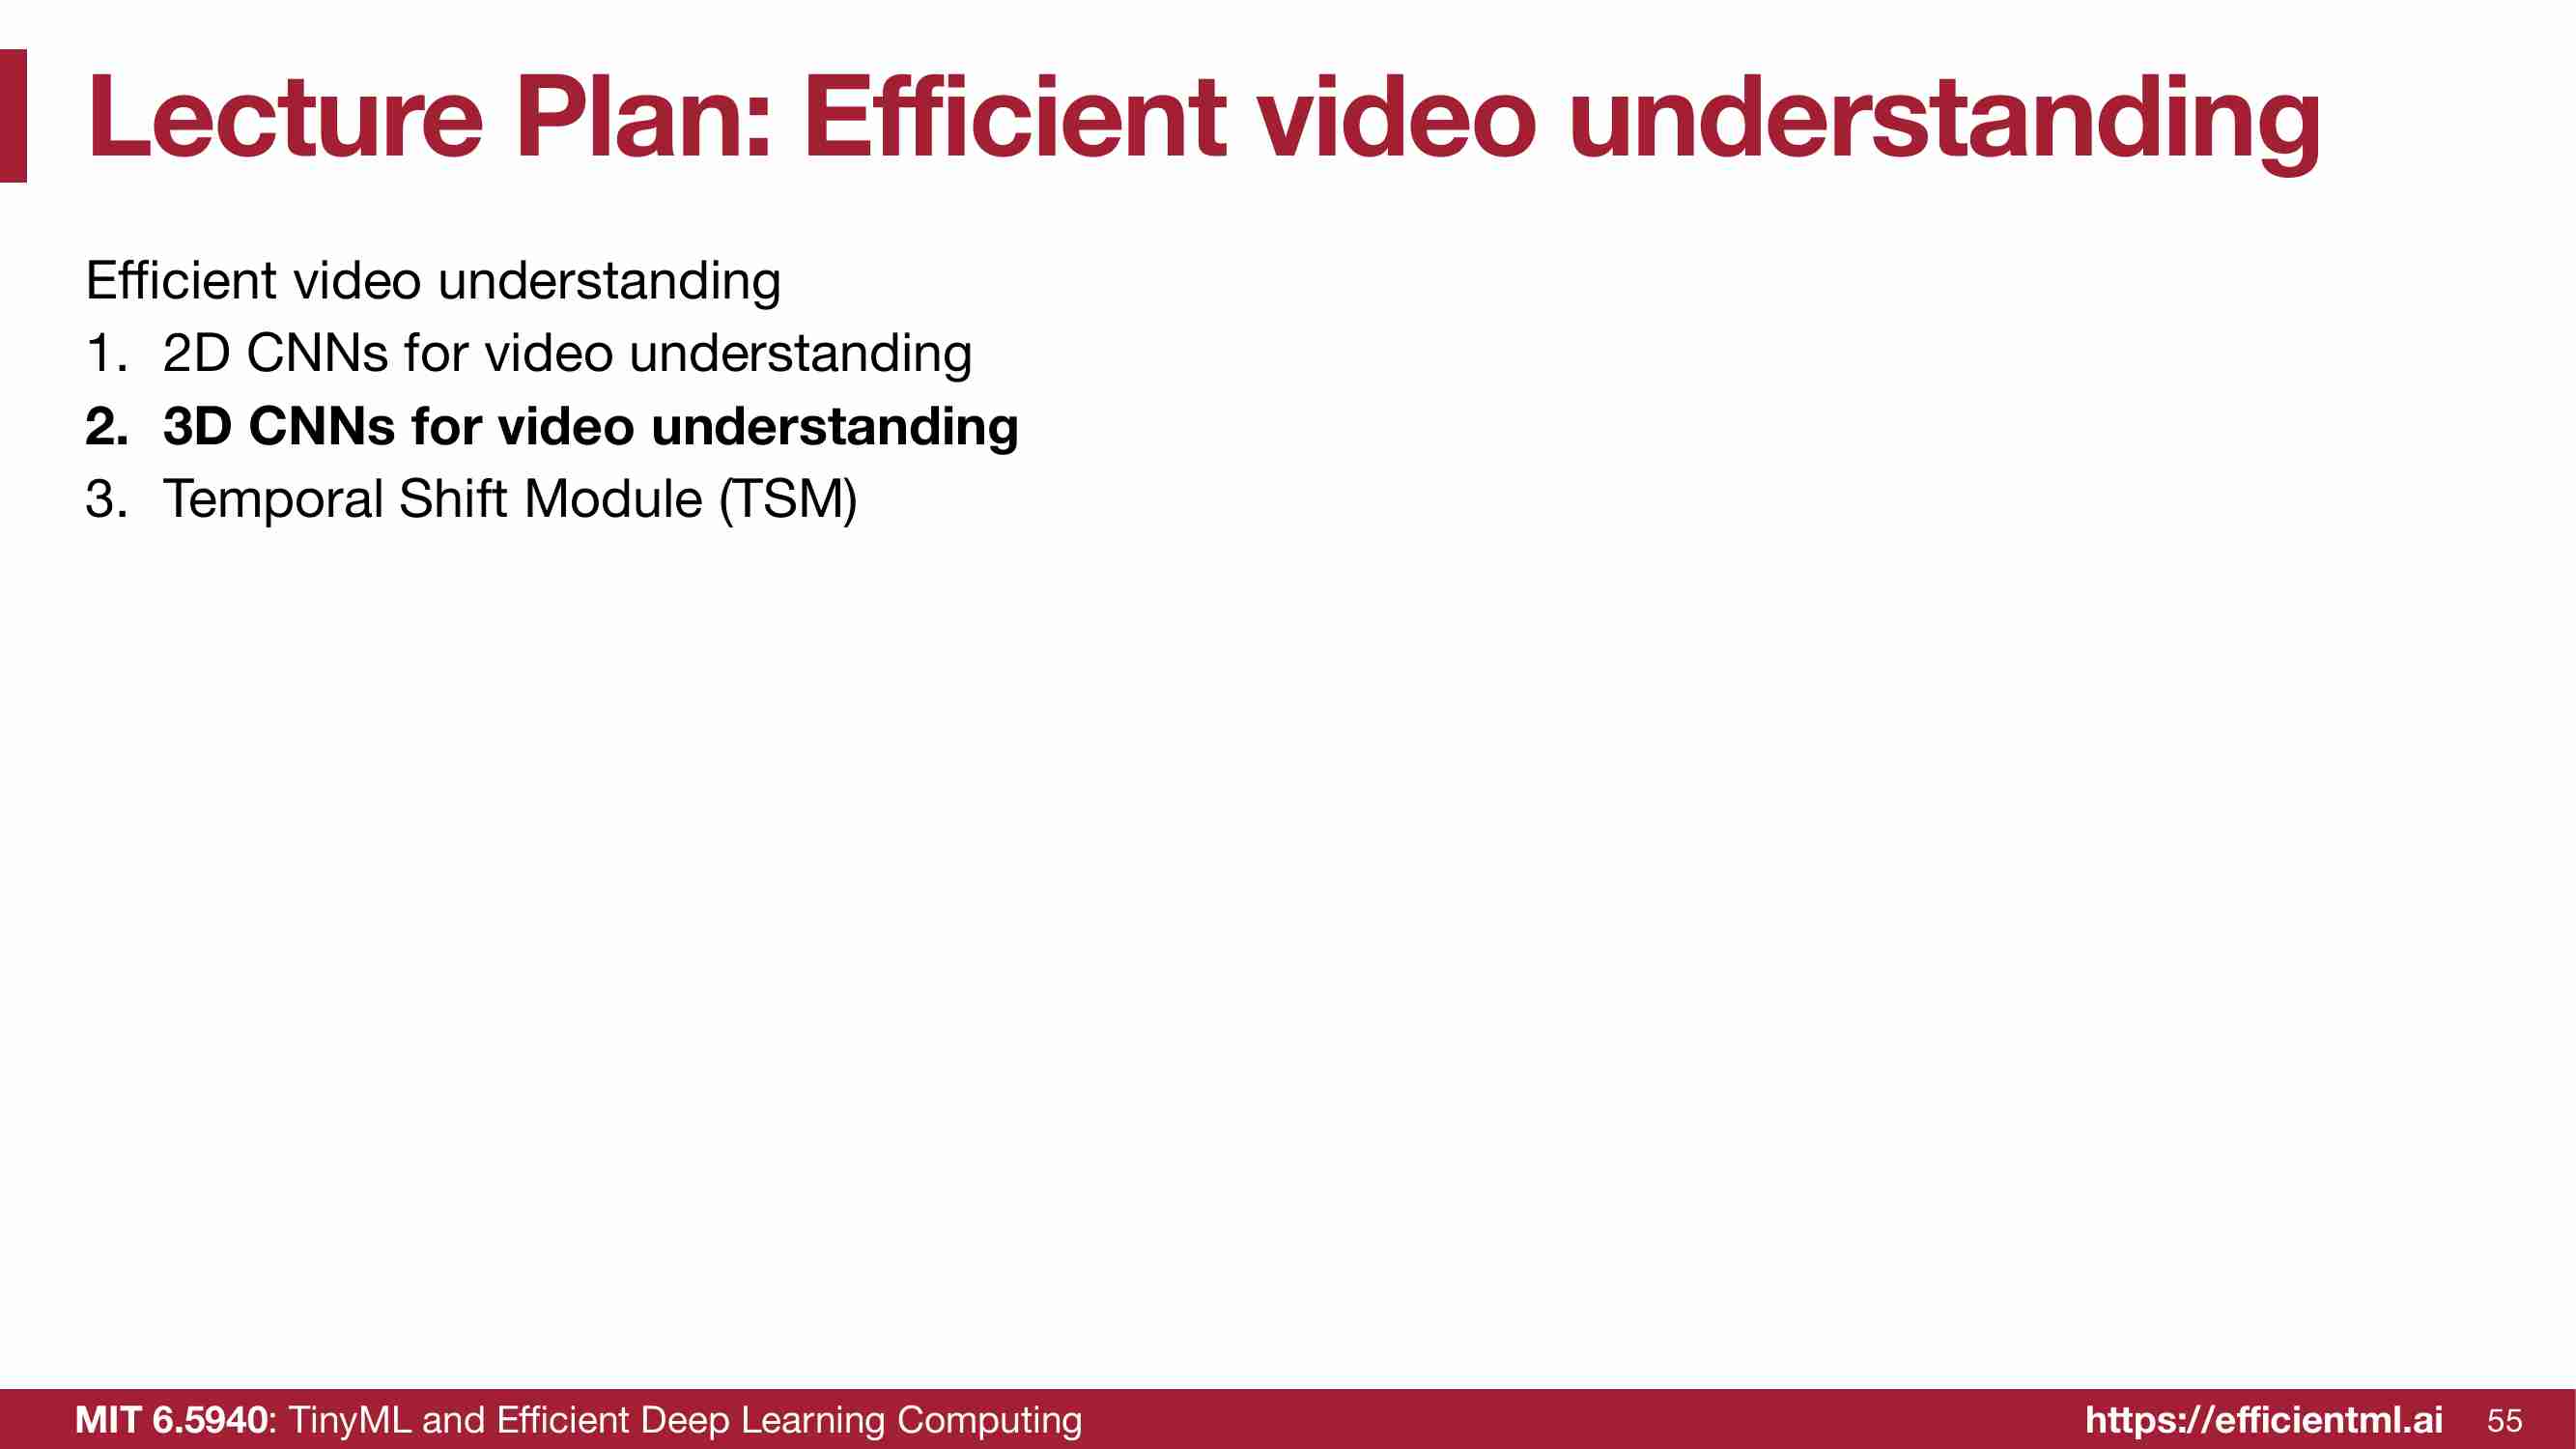 Lecture Plan: Efficient video understanding
Efficient video understanding
1. 2D CNNs for video understanding
2. 3D CNNs for video understanding
3. Temporal Shift Module (TSM)
MIT 6.5940: TinyML and Efficient Deep Learning Computing
https://efficientml.ai 55